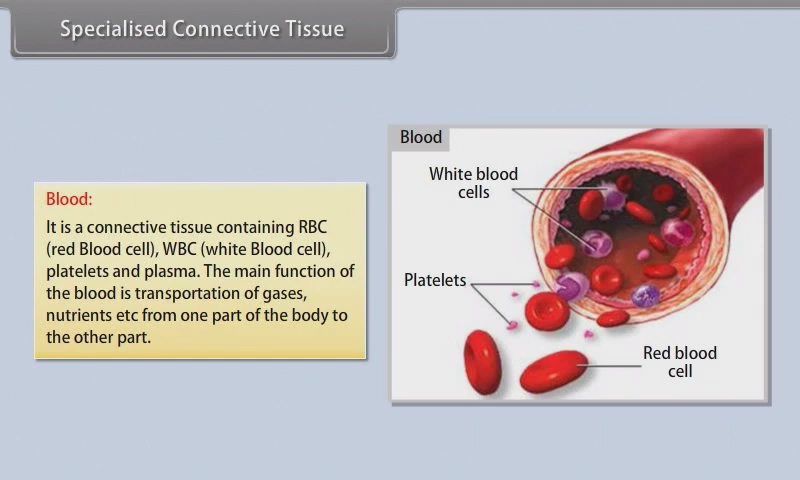 Specialised Connective Tissue
Blood:
It is a connective tissue containing RBC
(red Blood cell), WBC (white Blood cell),
platelets and plasma. The main function of
the blood is transportation of gases,
nutrients etc from one part of the body to
the other part.
Blood
White blood
cells
Platelets
Red blood
cell